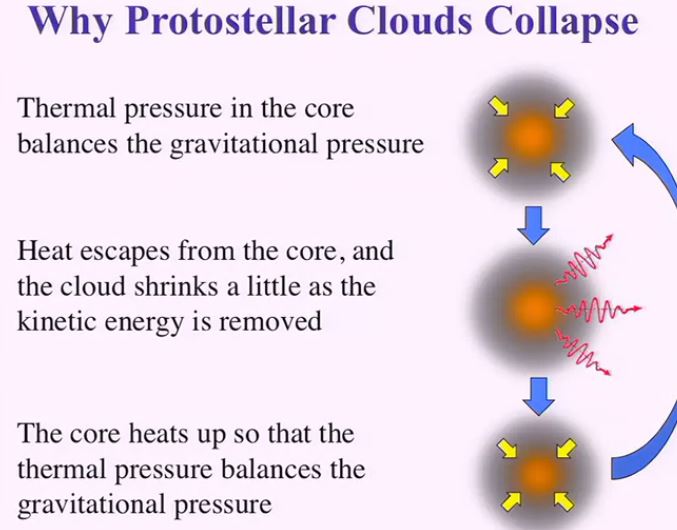 Why Protostellar Clouds Collapse
Thermal pressure in the core
balances the gravitational pressure
Heat escapes from the core, and
the cloud shrinks a little as the
kinetic energy is removed
The core heats up so that the
thermal pressure balances the
gravitational pressure